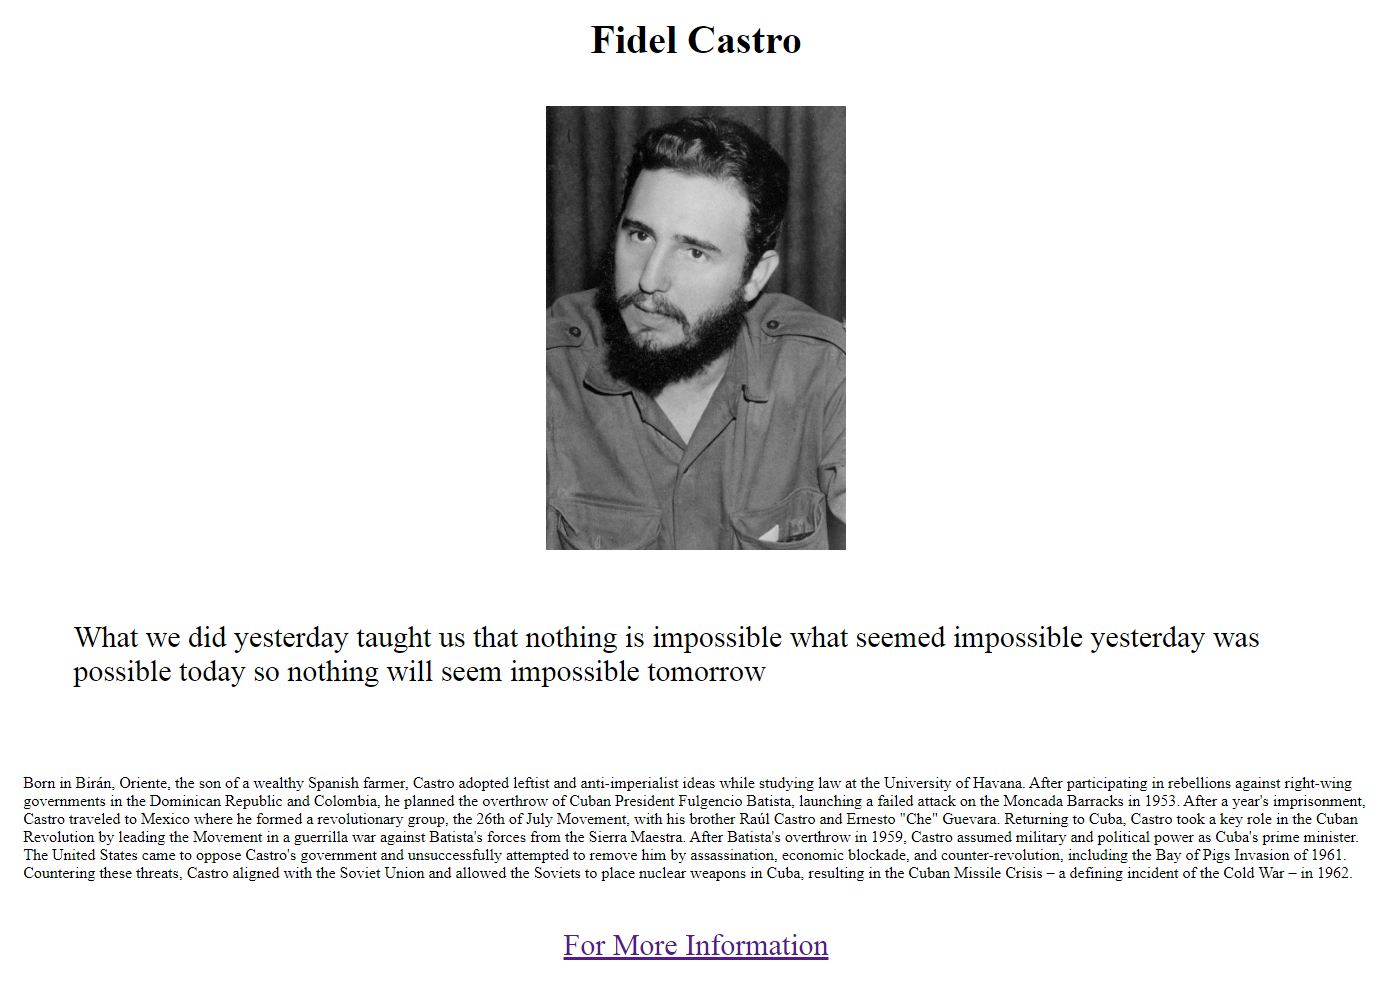 Fidel Castro
What we did yesterday taught us that nothing is impossible what seemed impossible yesterday was
possible today so nothing will seem impossible tomorrow
Born in Birán, Oriente, the son of a wealthy Spanish farmer, Castro adopted leftist and anti-imperialist ideas while studying law at the University of Havana. After participating in rebellions against right-wing
governments in the Dominican Republic and Colombia, he planned the overthrow of Cuban President Fulgencio Batista, launching a failed attack on the Moncada Barracks in 1953. After a year's imprisonment,
Castro traveled to Mexico where he formed a revolutionary group, the 26th of July Movement, with his brother Raúl Castro and Ernesto "Che" Guevara. Returning to Cuba, Castro took a key role in the Cuban
Revolution by leading the Movement in a guerrilla war against Batista's forces from the Sierra Maestra. After Batista's overthrow in 1959, Castro assumed military and political power as Cuba's prime minister.
The United States came to oppose Castro's government and unsuccessfully attempted to remove him by assassination, economic blockade, and counter-revolution, including the Bay of Pigs Invasion of 1961.
Countering these threats, Castro aligned with the Soviet Union and allowed the Soviets to place nuclear weapons in Cuba, resulting in the Cuban Missile Crisis – a defining incident of the Cold War – in 1962.
For More Information